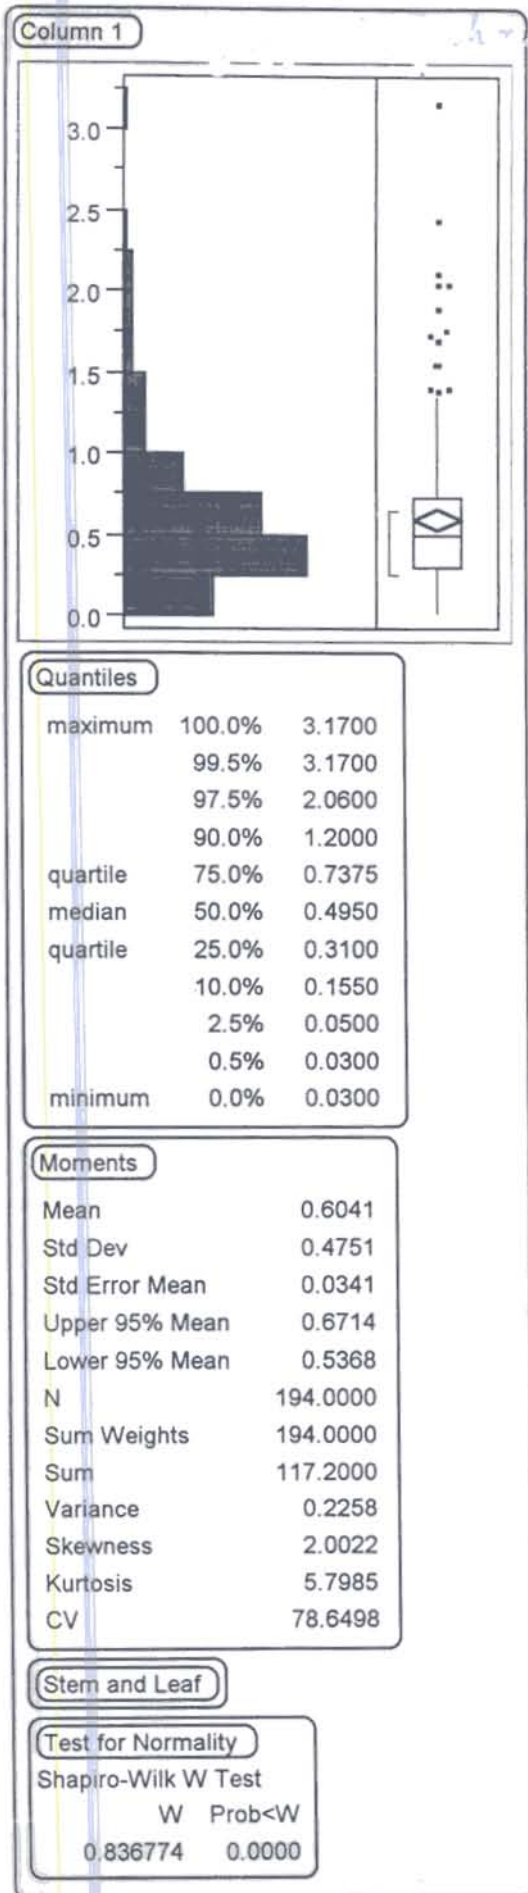 Column 1
3.0
2.5
2.0
1.5
1.0
0.5
0.0
Quantiles
maximum 100.0% 3.1700
99.5% 3.1700
97.5% 2.0600
90.0% 1.2000
quartile 75.0% 0.7375
median 50.0% 0.4950
quartile 25.0% 0.3100
10.0% 0.1550
2.5% 0.0500
0.5% 0.0300
minimum 0.0% 0.0300
Moments
Mean 0.6041
Std Dev 0.4751
Std Error Mean 0.0341
Upper 95% Mean 0.6714
Lower 95% Mean 0.5368
N 194.0000
Sum Weights 194.0000
Sum 117.2000
Variance 0.2258
Skewness 2.0022
Kurtosis 5.7985
CV 78.6498
Stem and Leaf
Test for Normality
Shapiro-Wilk W Test
W Prob<W
0.836774 0.0000